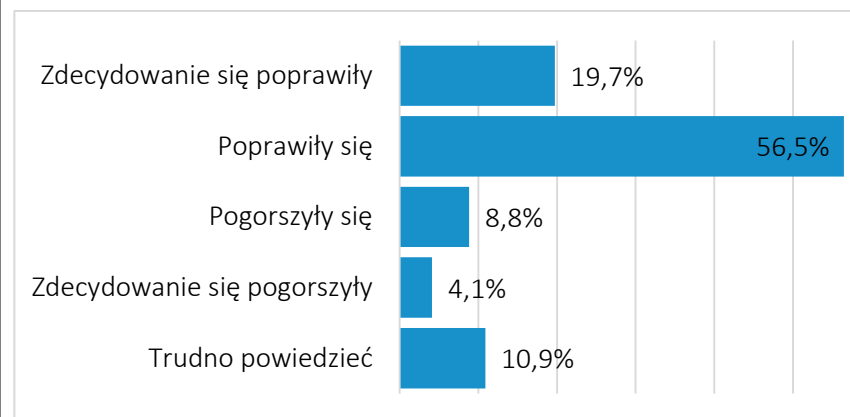 Zdecydowanie się poprawiły 19,7%
Poprawiły się 56,5%
Pogorszyły się 8,8%
Zdecydowanie się pogorszyły 4,1%
Trudno powiedzieć 10,9%